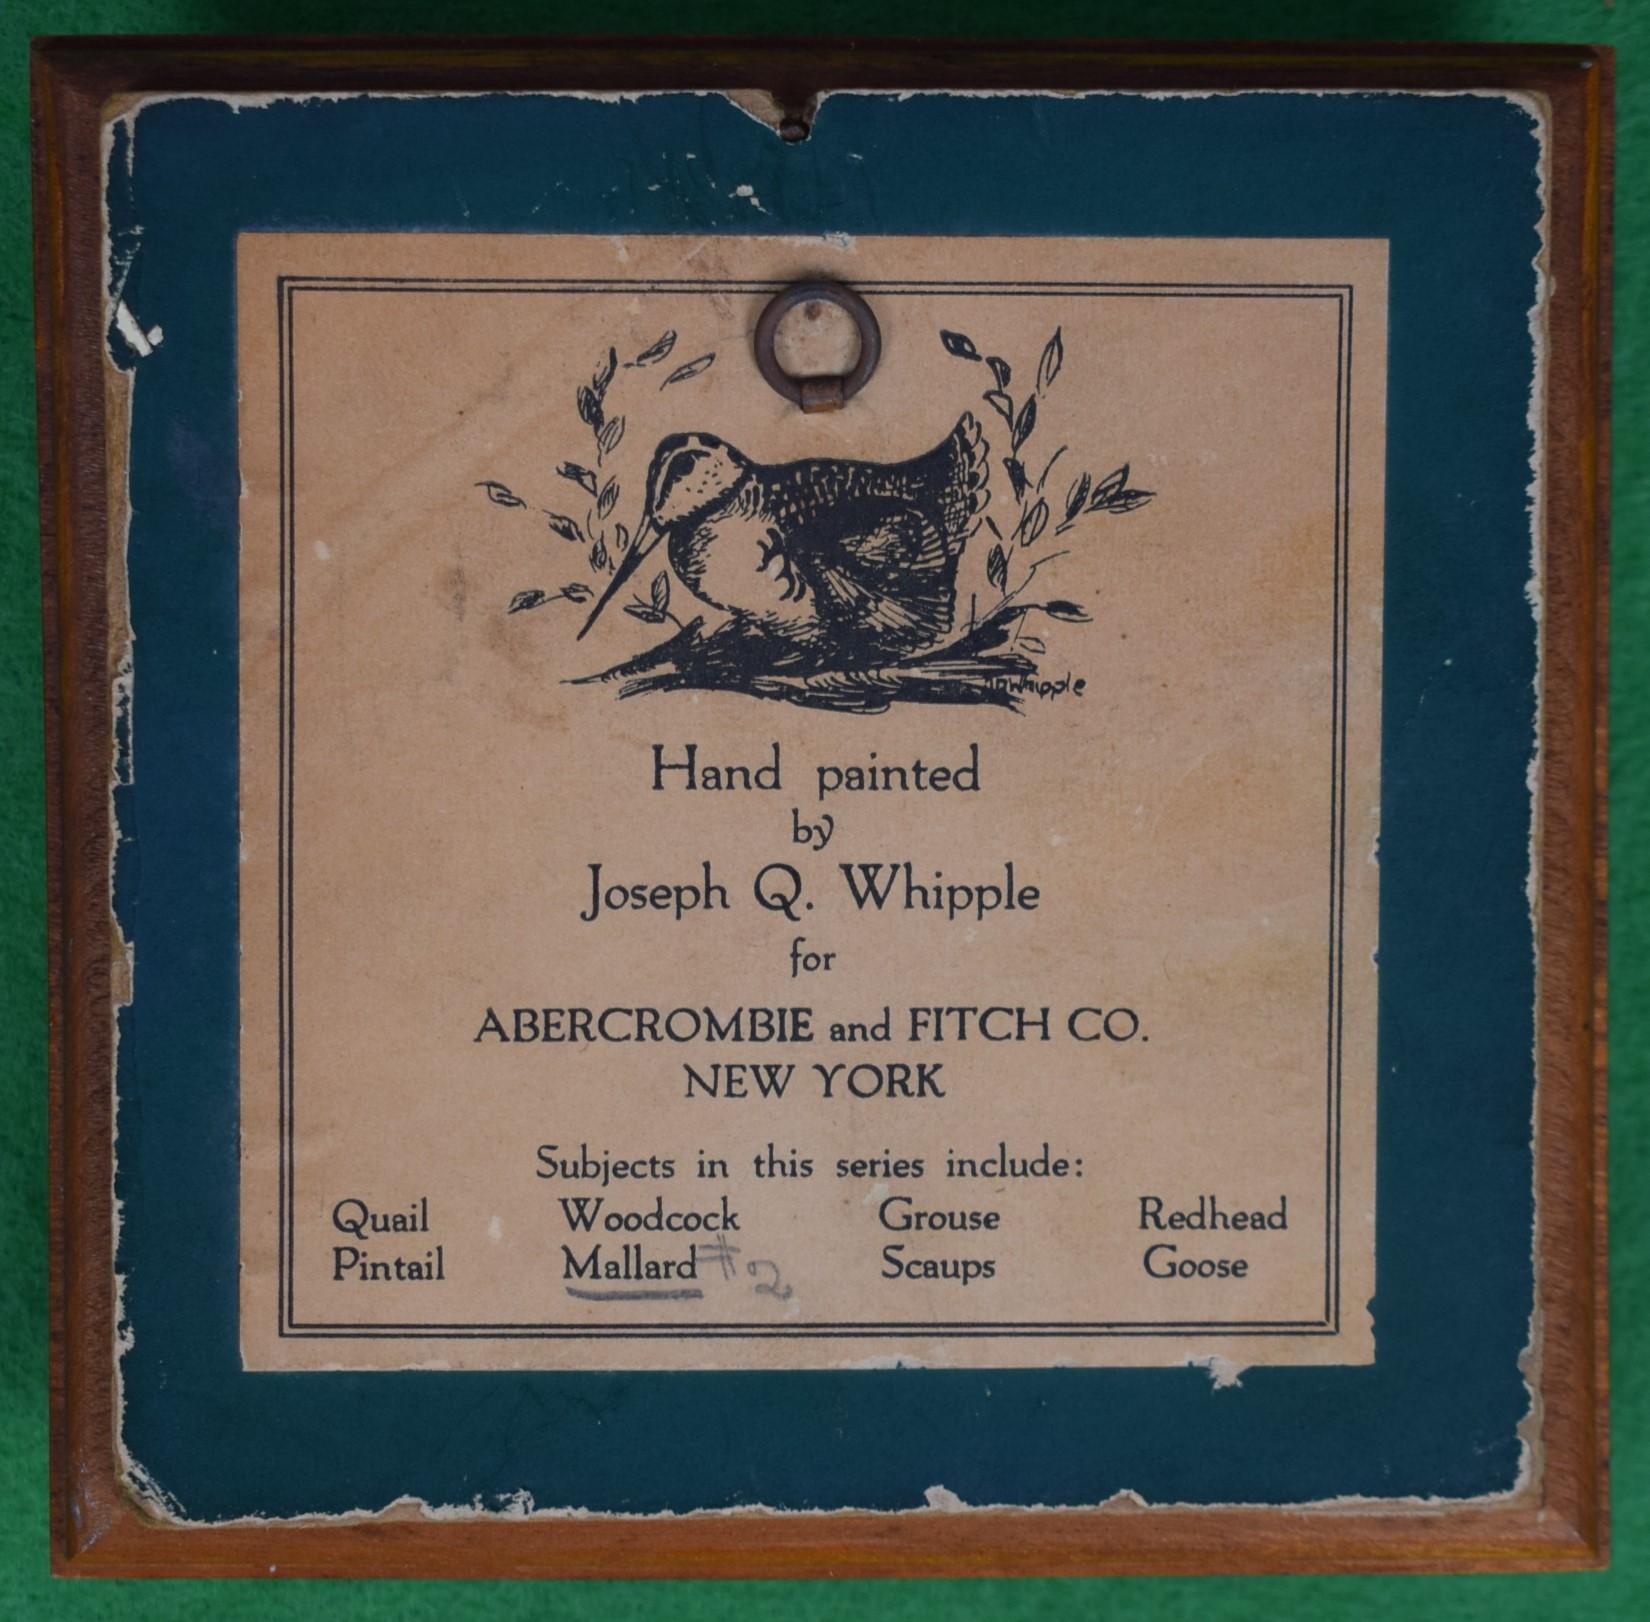 Whipple
Hand painted
by
Joseph Q. Whipple
for
ABERCROMBIE and FITCH CO.
NEW YORK
Subjects in this series include:
Quail Woodcock Grouse Redhead
Pintail Mallard #2 Scaups Goose